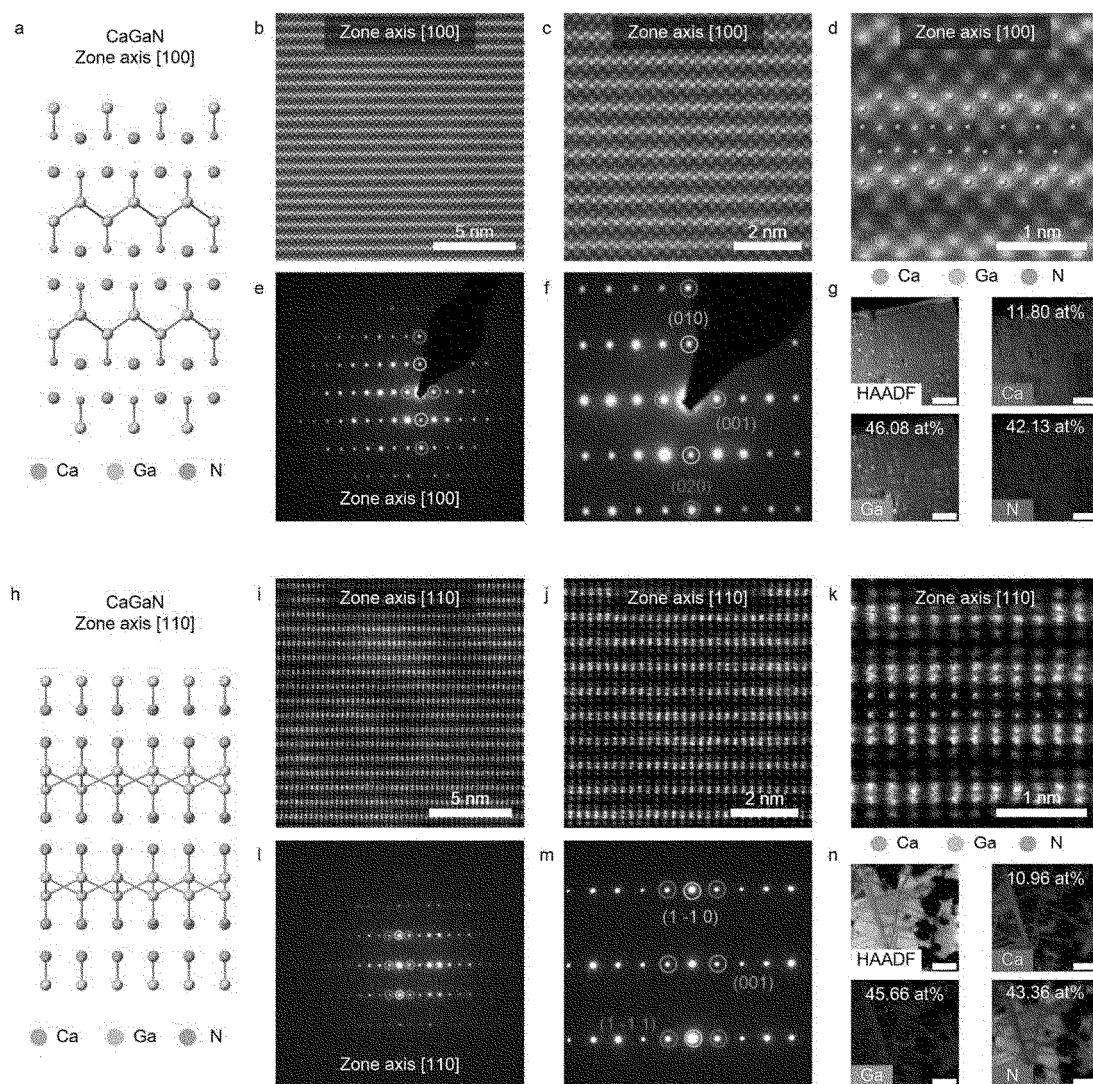 a
CaGaN
Zone axis [100]
Ca
Ga
N
b
Zone axis [100]
5 nm
c
Zone axis [100]
2 nm
d
Zone axis [100]
1 nm
Ca
Ga
N
e
Zone axis [100]
f
(010)
(001)
(020)
g
HAADF
11.80 at%
Ca
46.08 at%
Ga
42.13 at%
N
h
CaGaN
Zone axis [110]
Ca
Ga
N
i
Zone axis [110]
5 nm
j
Zone axis [110]
2 nm
k
Zone axis [110]
1 nm
Ca
Ga
N
l
Zone axis [110]
m
(1 -1 0)
(001)
n
HAADF
10.96 at%
Ca
45.66 at%
Ga
43.36 at%
N